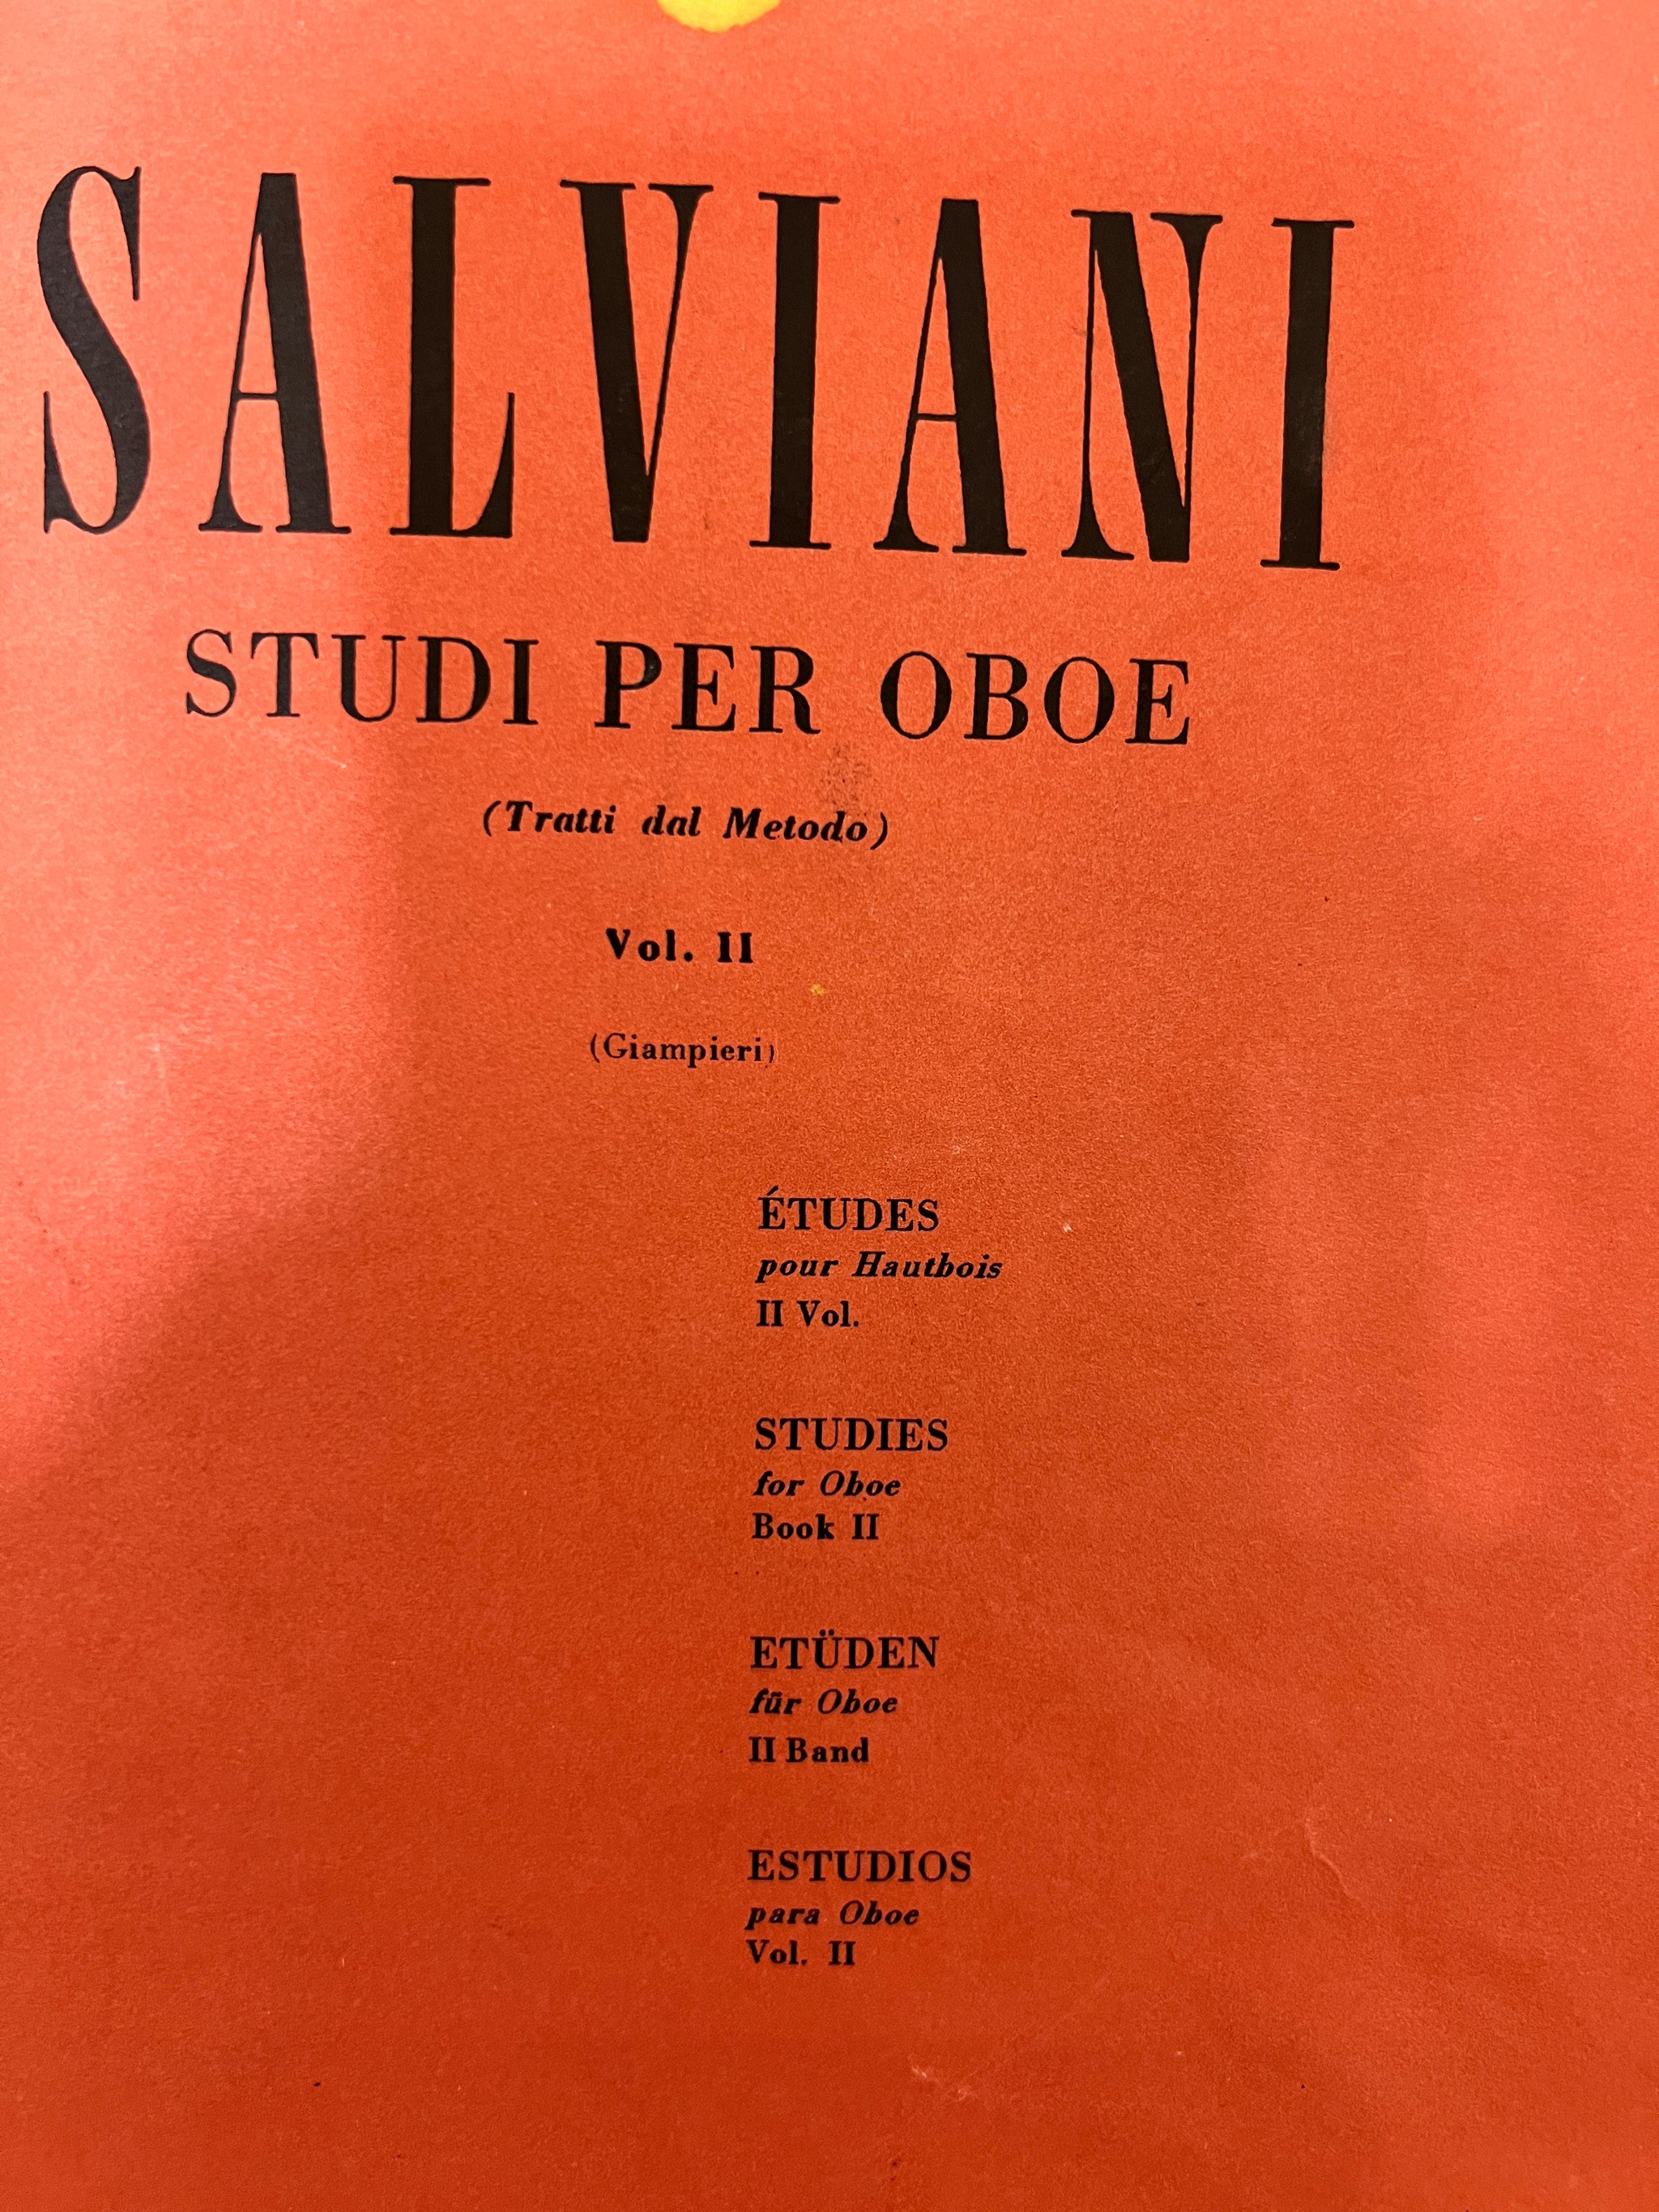 SALVIANI
STUDI PER OBOE
(Tratti dal Metodo)
Vol. II
(Giampieri)
ÉTUDES
pour Hautbois
II Vol.
STUDIES
for Oboe
Book II
ETÜDEN
für Oboe
II Band
ESTUDIOS
para Oboe
Vol. II